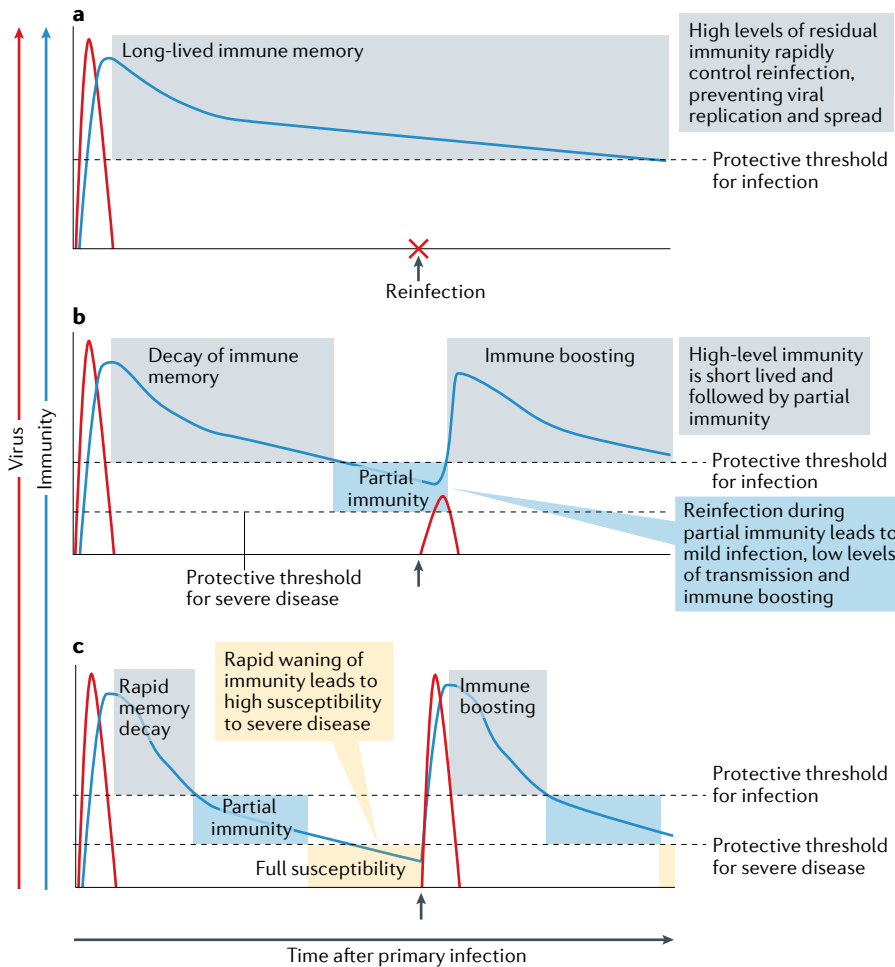 a
Long-lived immune memory
High levels of residual
immunity rapidly
control reinfection,
preventing viral
replication and spread
Protective threshold
for infection
Reinfection
Virus
Immunity
b
Decay of immune
memory
Immune boosting
High-level immunity
is short lived and
followed by partial
immunity
Partial
immunity
Protective threshold
for infection
Reinfection during
partial immunity leads to
mild infection, low levels
of transmission and
immune boosting
Protective threshold
for severe disease
c
Rapid
memory
decay
Rapid waning of
immunity leads to
high susceptibility
to severe disease
Immune
boosting
Protective threshold
for infection
Partial
immunity
Full susceptibility
Protective threshold
for severe disease
Time after primary infection